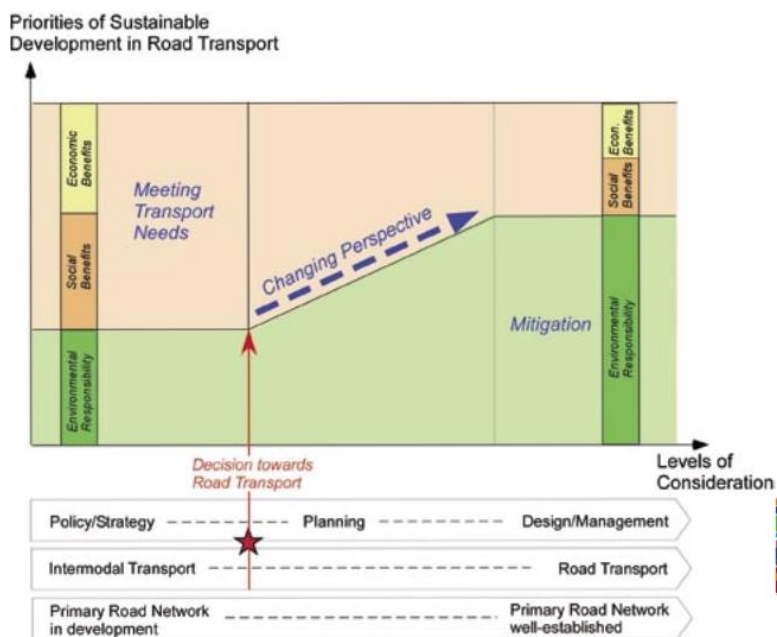 Priorities of Sustainable
Development in Road Transport
Economic
Benefits
Social
Benefits
Environmental
Responsibility
Meeting
Transport
Needs
Changing Perspective
Mitigation
Econ.
Benefits
Social
Benefits
Environmental
Responsibility
Decision towards
Road Transport
Levels of
Consideration
Policy/Strategy Planning Design/Management
Intermodal Transport Road Transport
Primary Road Network
in development
Primary Road Network
well-established